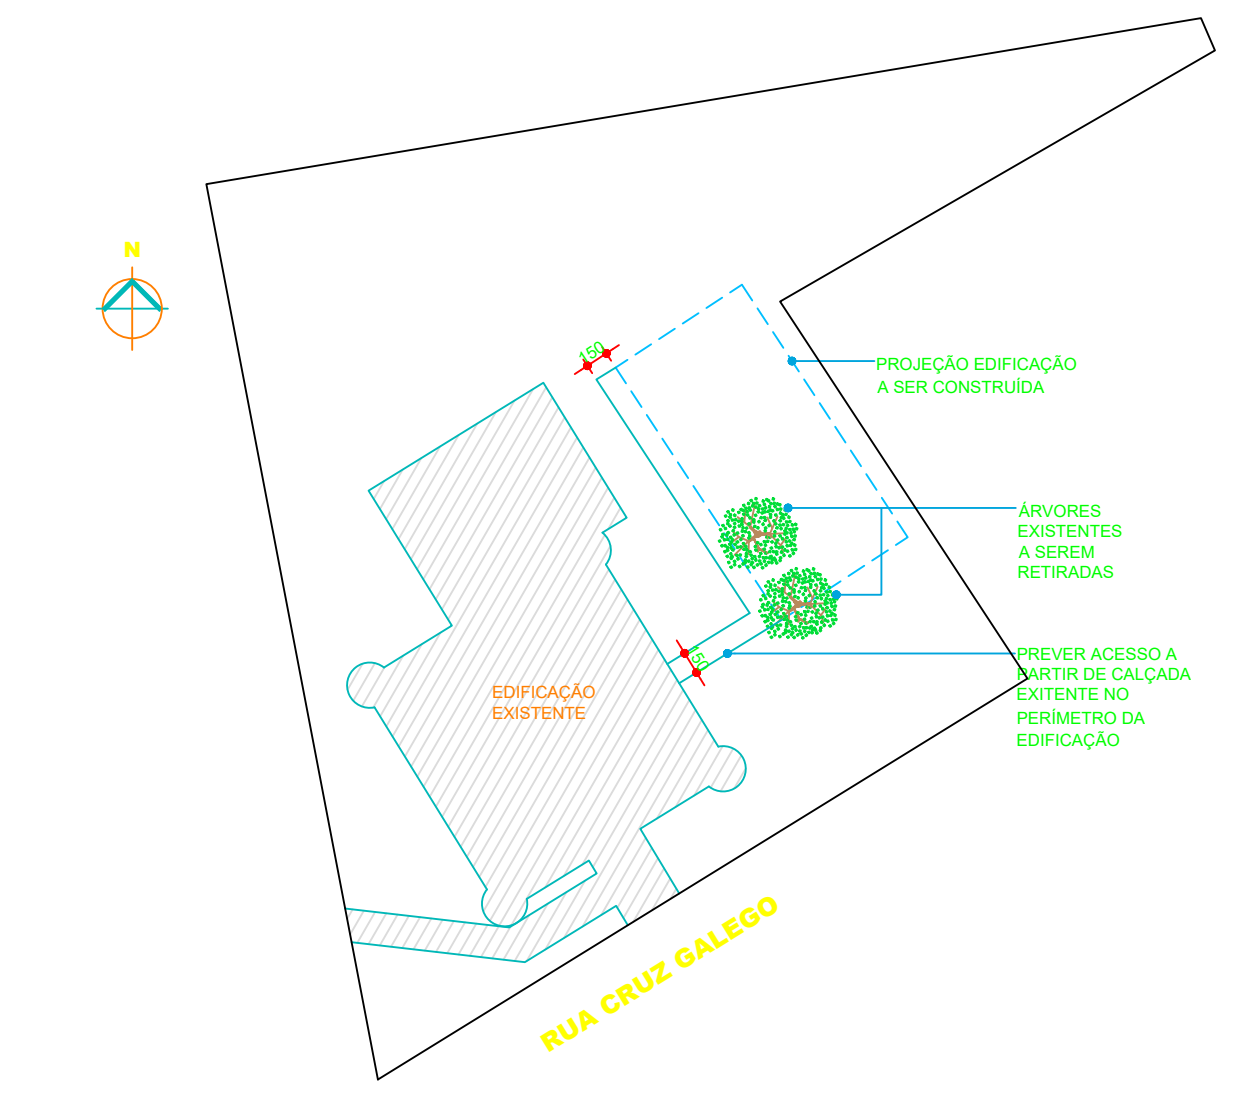 N
150
PROJEÇÃO EDIFICAÇÃO
A SER CONSTRUÍDA
ÁRVORES
EXISTENTES
A SEREM
RETIRADAS
150
PREVER ACESSO A
PARTIR DE CALÇADA
EXITENTE NO
PERÍMETRO DA
EDIFICAÇÃO
EDIFICAÇÃO
EXISTENTE
RUA CRUZ GALEGO